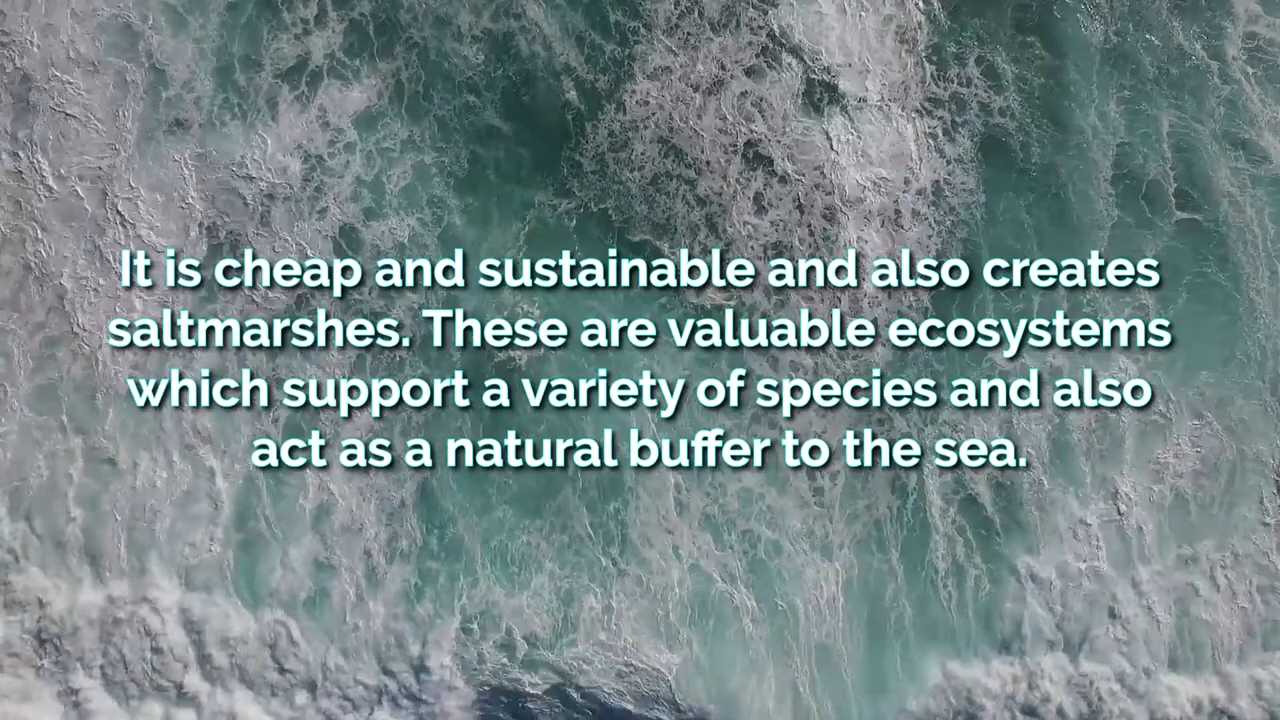 It is cheap and sustainable and also creates
saltmarshes. These are valuable ecosystems
which support a variety of species and also
act as a natural buffer to the sea.